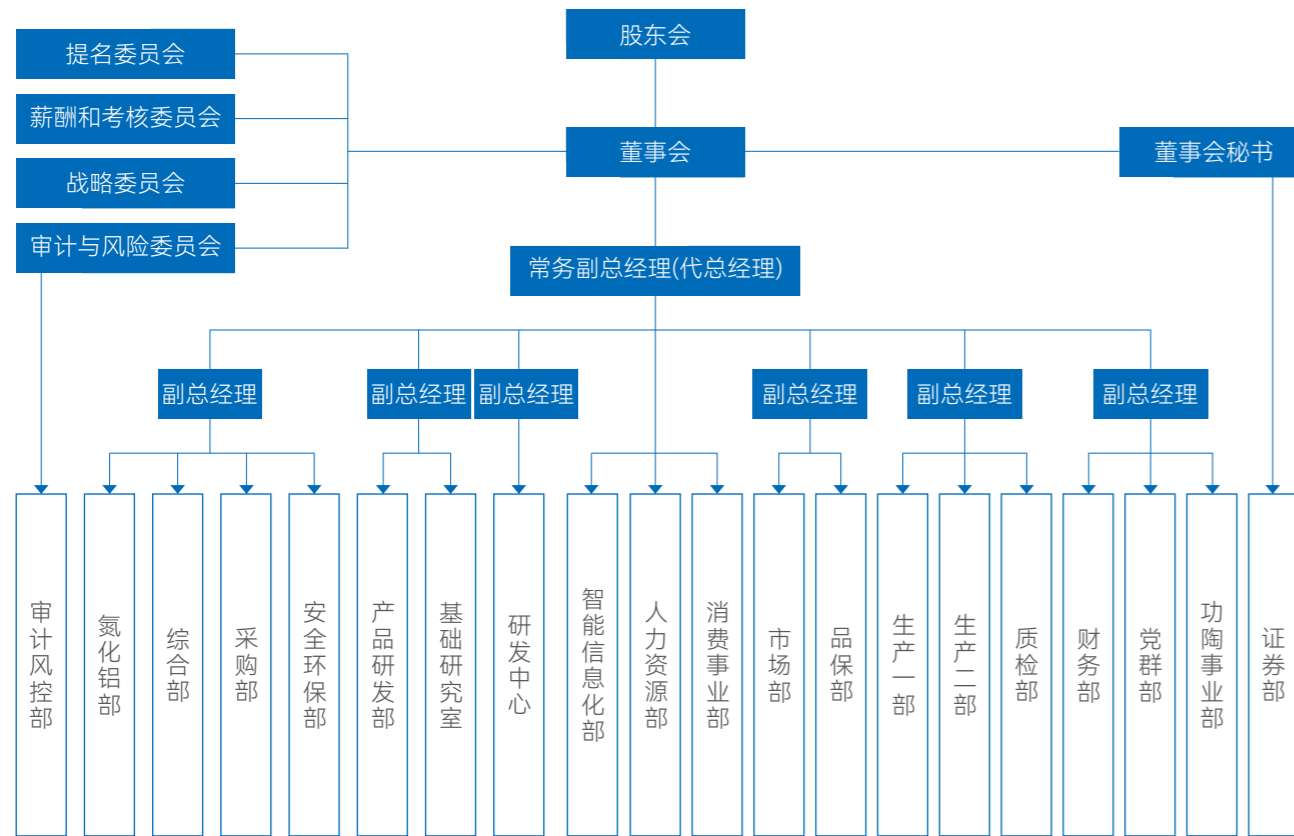 股东会
提名委员会
薪酬和考核委员会
战略委员会
审计与风险委员会
董事会
董事会秘书
常务副总经理(代总经理)
副总经理
副总经理
副总经理
副总经理
副总经理
副总经理
审计风控部
氮化铝部
综合部
采购部
安全环保部
产品研发部
基础研究室
研发中心
智能信息化部
人力资源部
消费事业部
市场部
品保部
生产一部
生产二部
质检部
财务部
党群部
功陶事业部
证券部